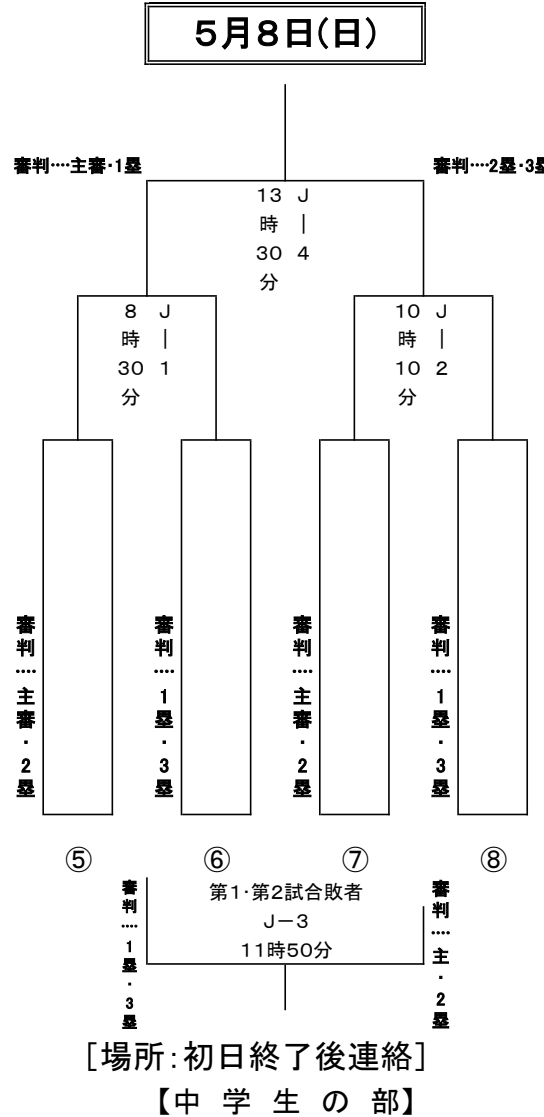 5月8日(日)
審判‥‥主審・1塁
審判‥‥2塁・3塁
13時30分
J|4
8時30分
J|1
10時10分
J|2
審判‥‥主審・2塁
審判‥‥1塁・3塁
審判‥‥主審・2塁
審判‥‥1塁・3塁
⑤
⑥
⑦
⑧
審判‥‥1塁・3塁
第1・第2試合敗者
J-3
11時50分
審判‥‥主・2塁
[場所:初日終了後連絡]
【中 学 生 の 部】